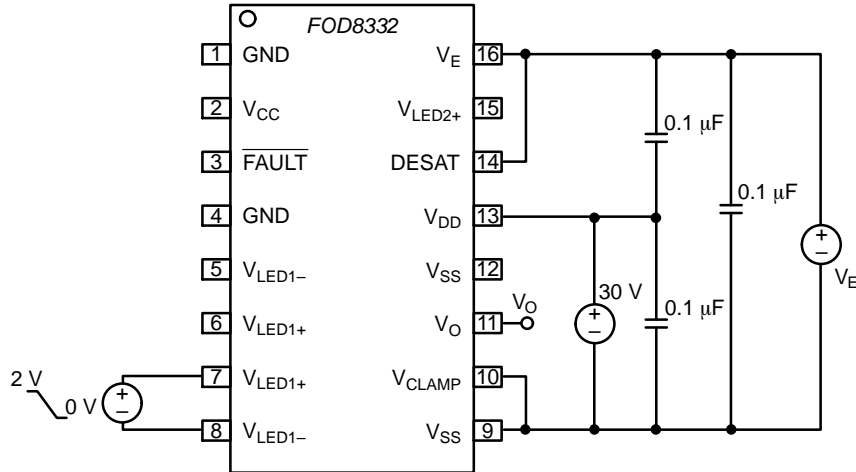 FOD8332
1 GND VE 16
2 VCC VLED2+ 15
0.1 μF
3 FAULT DESAT 14
0.1 μF
4 GND VDD 13
5 VLED1– VSS 12
VE
30 V
0.1 μF
6 VLED1+ VO 11 VO
2 V
7 VLED1+ VCLAMP 10
0 V
8 VLED1– VSS 9